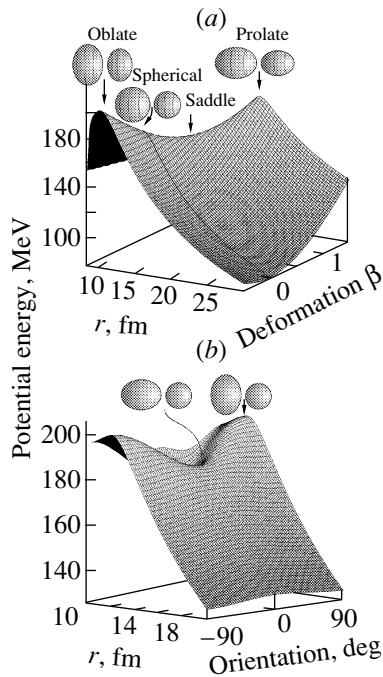 (a)
Oblate
Prolate
Spherical
Saddle
180
140
100
10 15 20 25
0 1
r, fm
Deformation β
Potential energy, MeV
(b)
200
180
160
140
10 14 18
–90 0 90
r, fm
Orientation, deg